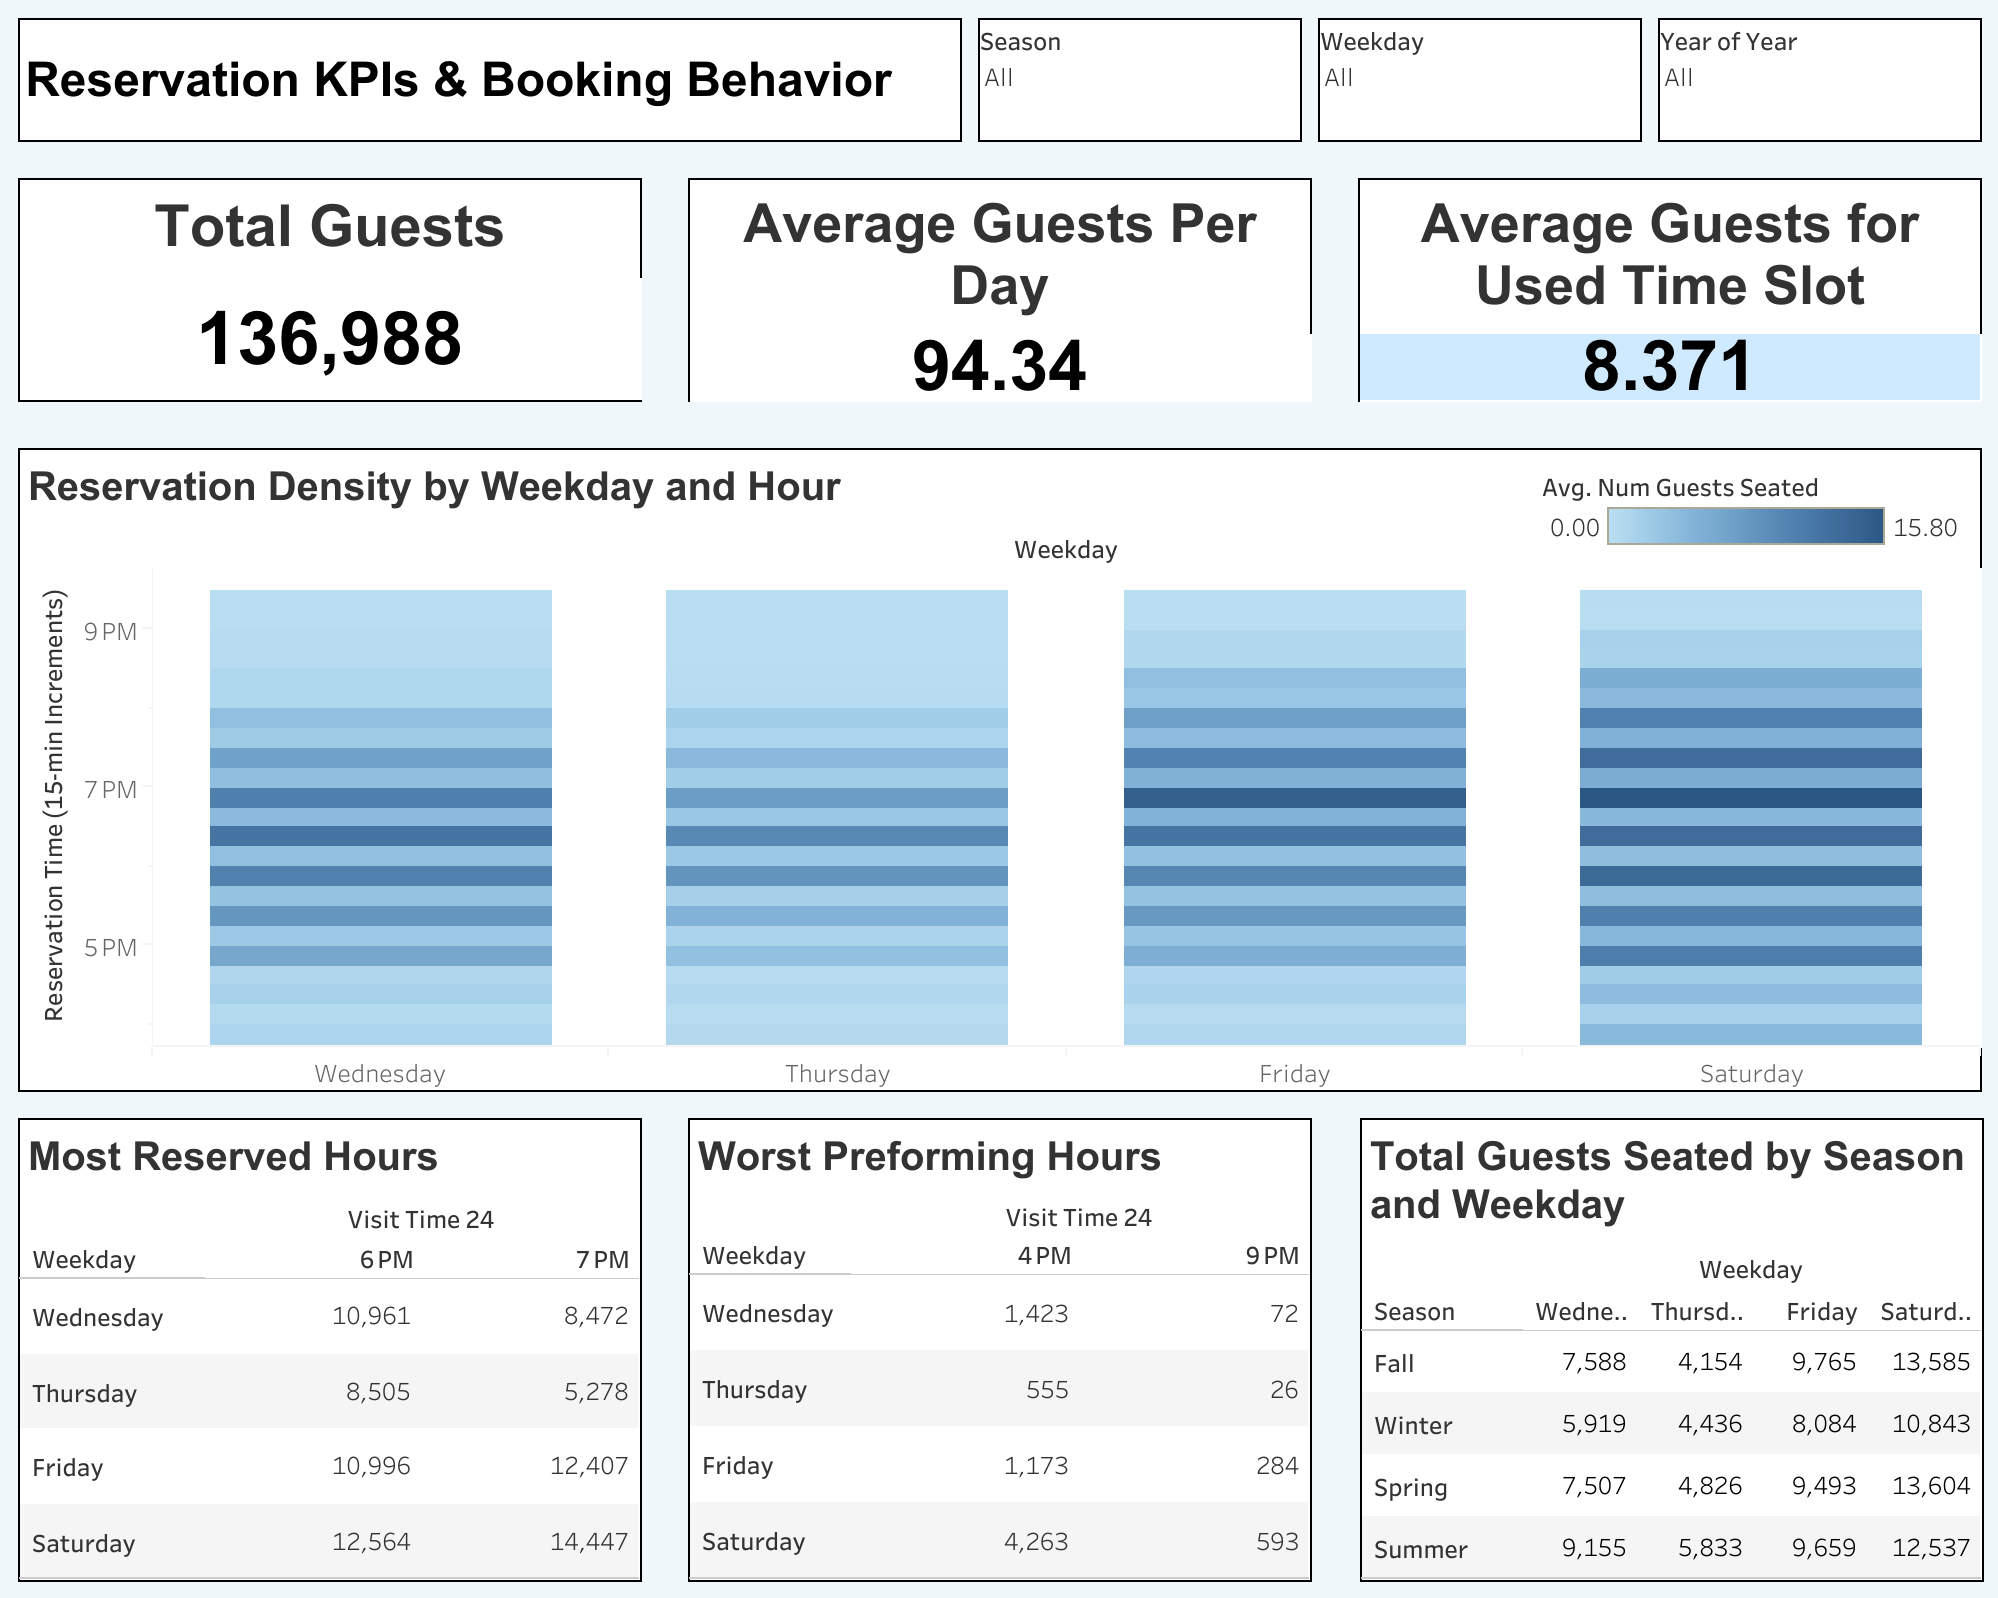 Reservation KPIs & Booking Behavior
Season
All
Weekday
All
Year of Year
All
Total Guests
136,988
Average Guests Per
Day
94.34
Average Guests for
Used Time Slot
8.371
Reservation Density by Weekday and Hour
Avg. Num Guests Seated
0.00 15.80
Weekday
Reservation Time (15-min Increments)
9 PM
7 PM
5 PM
Wednesday Thursday Friday Saturday
Most Reserved Hours
Visit Time 24
Weekday 6 PM 7 PM
Wednesday 10,961 8,472
Thursday 8,505 5,278
Friday 10,996 12,407
Saturday 12,564 14,447
Worst Preforming Hours
Visit Time 24
Weekday 4 PM 9 PM
Wednesday 1,423 72
Thursday 555 26
Friday 1,173 284
Saturday 4,263 593
Total Guests Seated by Season
and Weekday
Weekday
Season Wedne.. Thursd.. Friday Saturd..
Fall 7,588 4,154 9,765 13,585
Winter 5,919 4,436 8,084 10,843
Spring 7,507 4,826 9,493 13,604
Summer 9,155 5,833 9,659 12,537